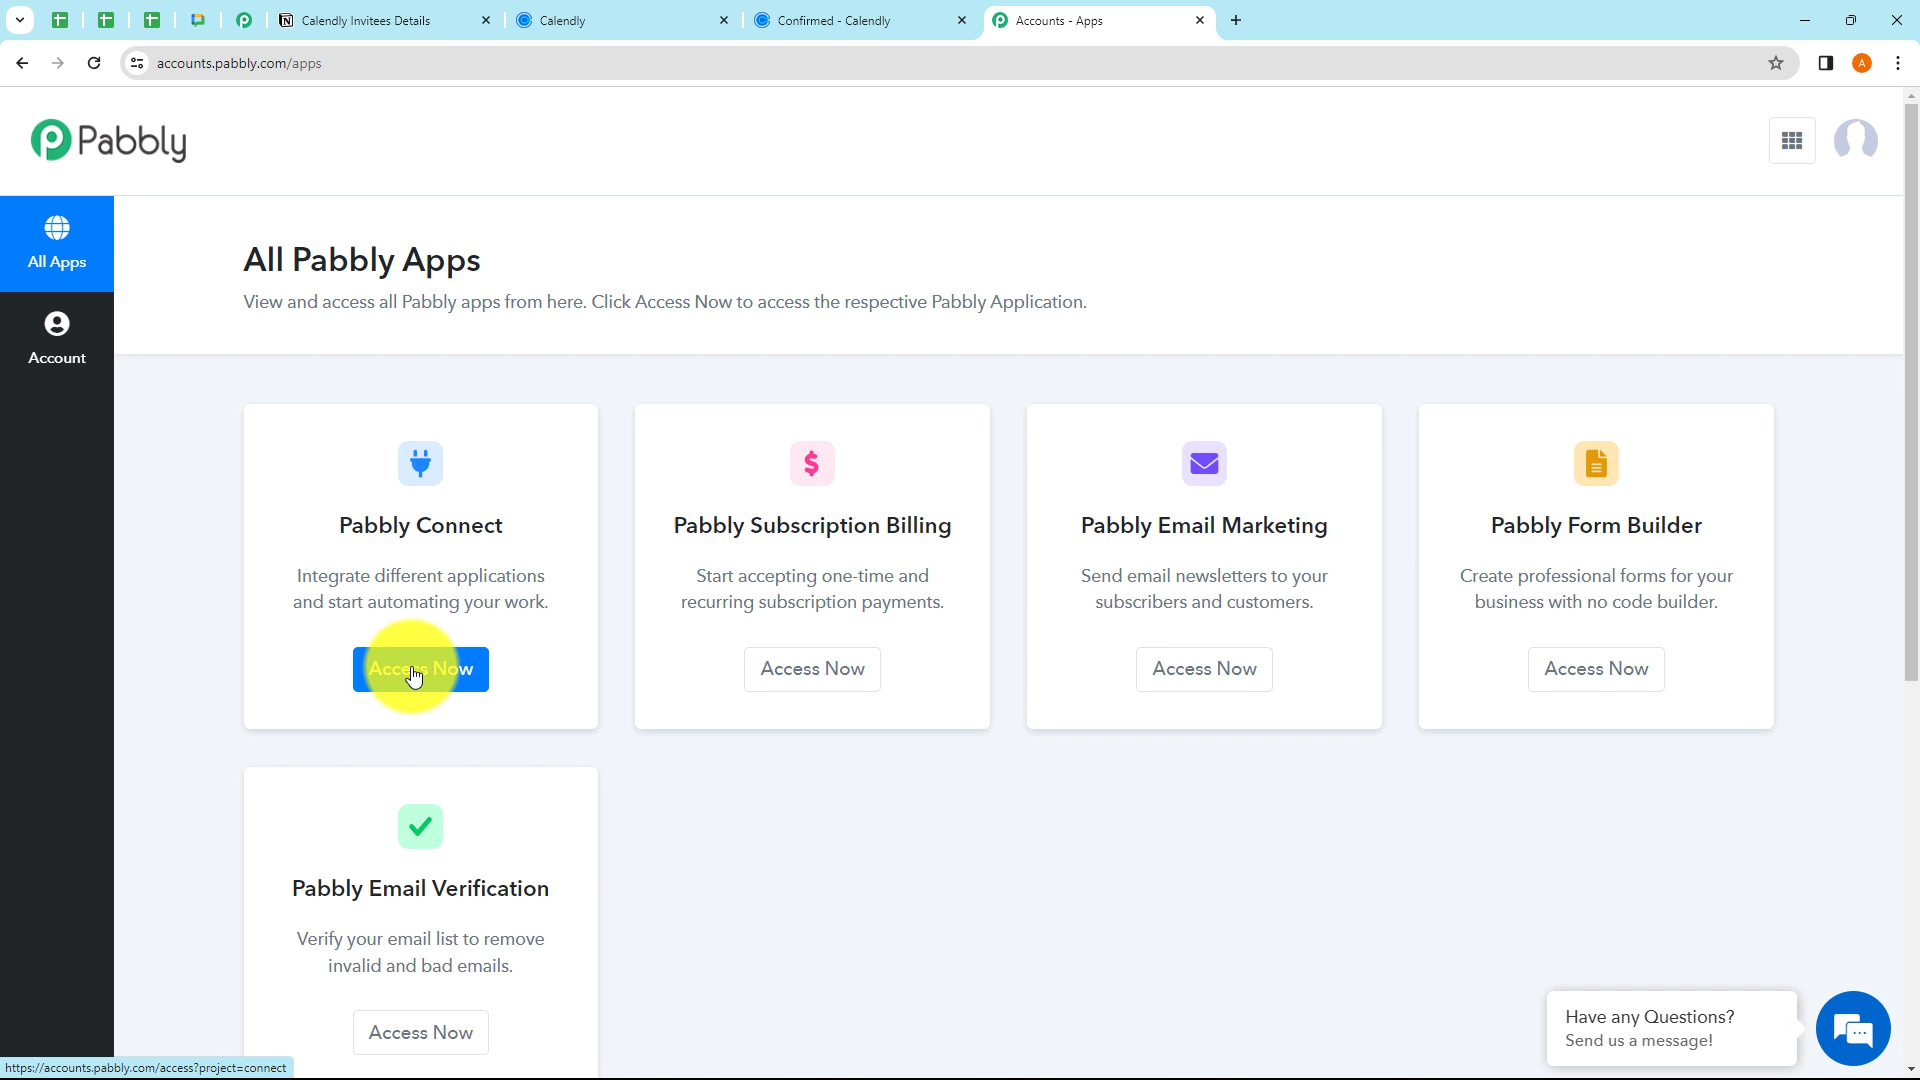 Calendly Invitees Details
Calendly
Confirmed - Calendly
Accounts - Apps
accounts.pabbly.com/apps
A
Pabbly
All Apps
Account
All Pabbly Apps
View and access all Pabbly apps from here. Click Access Now to access the respective Pabbly Application.
Pabbly Connect
Integrate different applications
and start automating your work.
Access Now
Pabbly Subscription Billing
Start accepting one-time and
recurring subscription payments.
Access Now
Pabbly Email Marketing
Send email newsletters to your
subscribers and customers.
Access Now
Pabbly Form Builder
Create professional forms for your
business with no code builder.
Access Now
Pabbly Email Verification
Verify your email list to remove
invalid and bad emails.
Access Now
Have any Questions?
Send us a message!
https://accounts.pabbly.com/access?project=connect